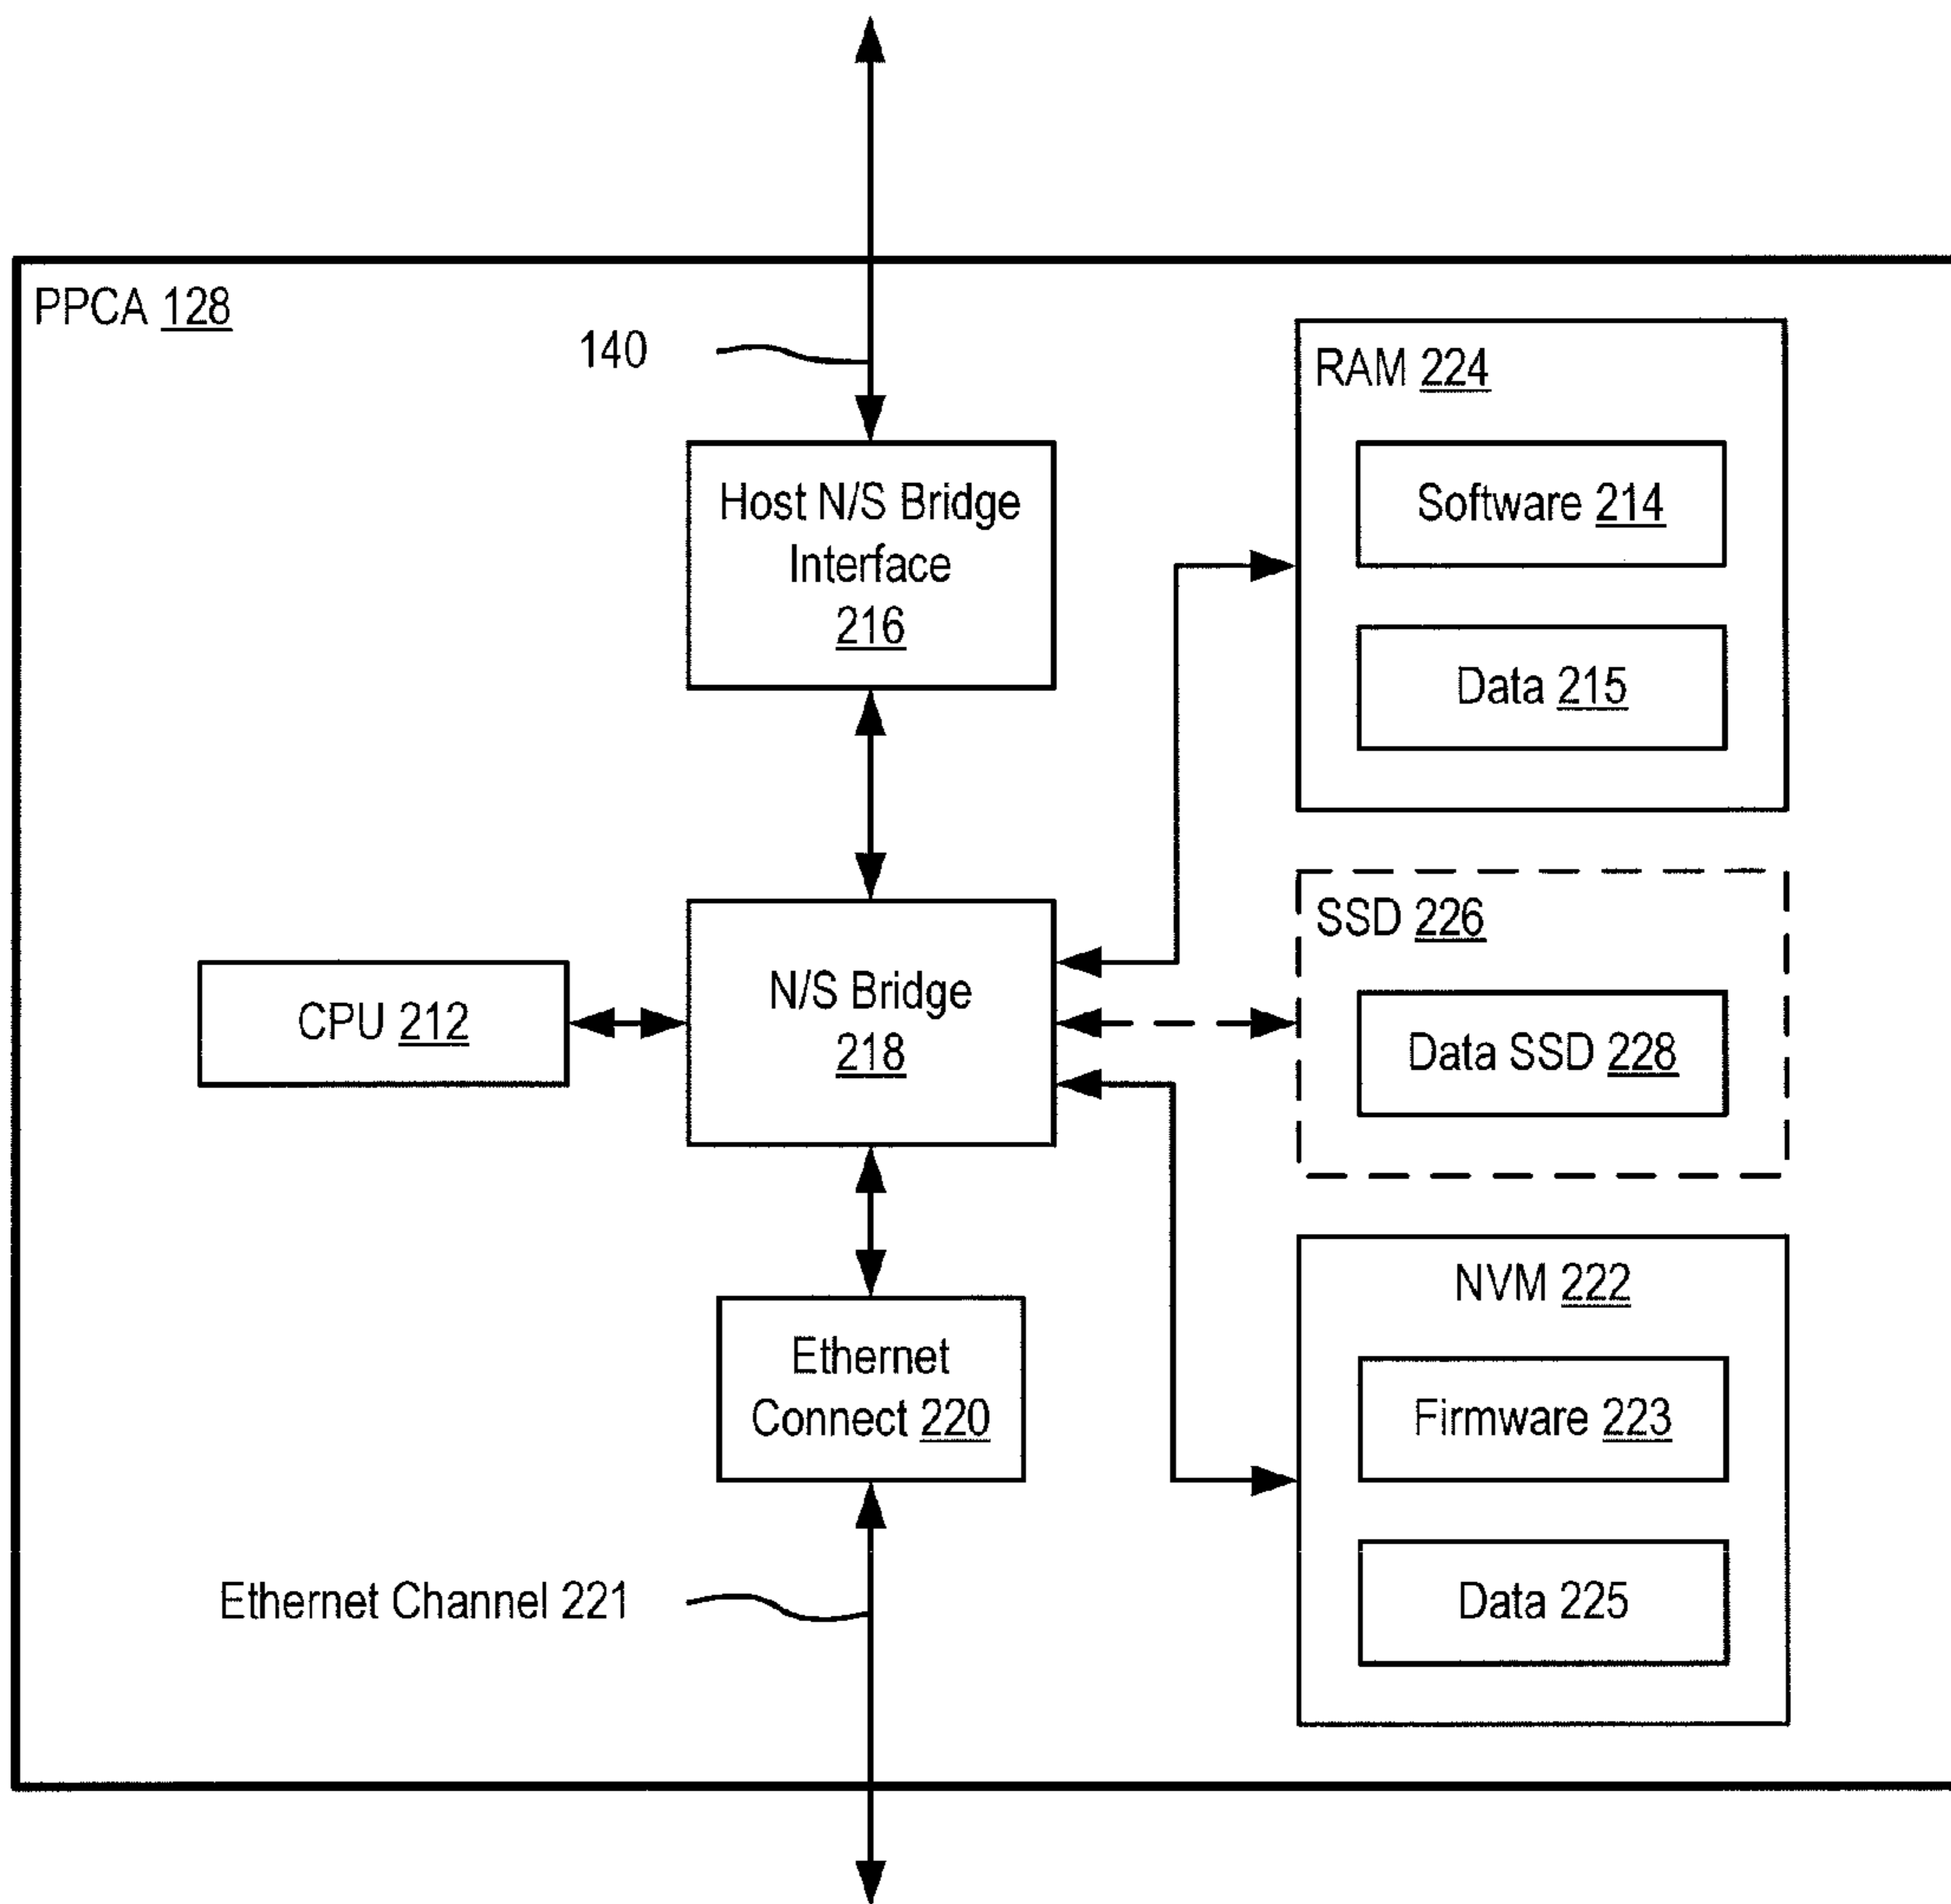 PPCA 128
140
Host N/S Bridge
Interface
216
RAM 224
Software 214
Data 215
CPU 212
N/S Bridge
218
SSD 226
Data SSD 228
Ethernet
Connect 220
NVM 222
Firmware 223
Data 225
Ethernet Channel 221